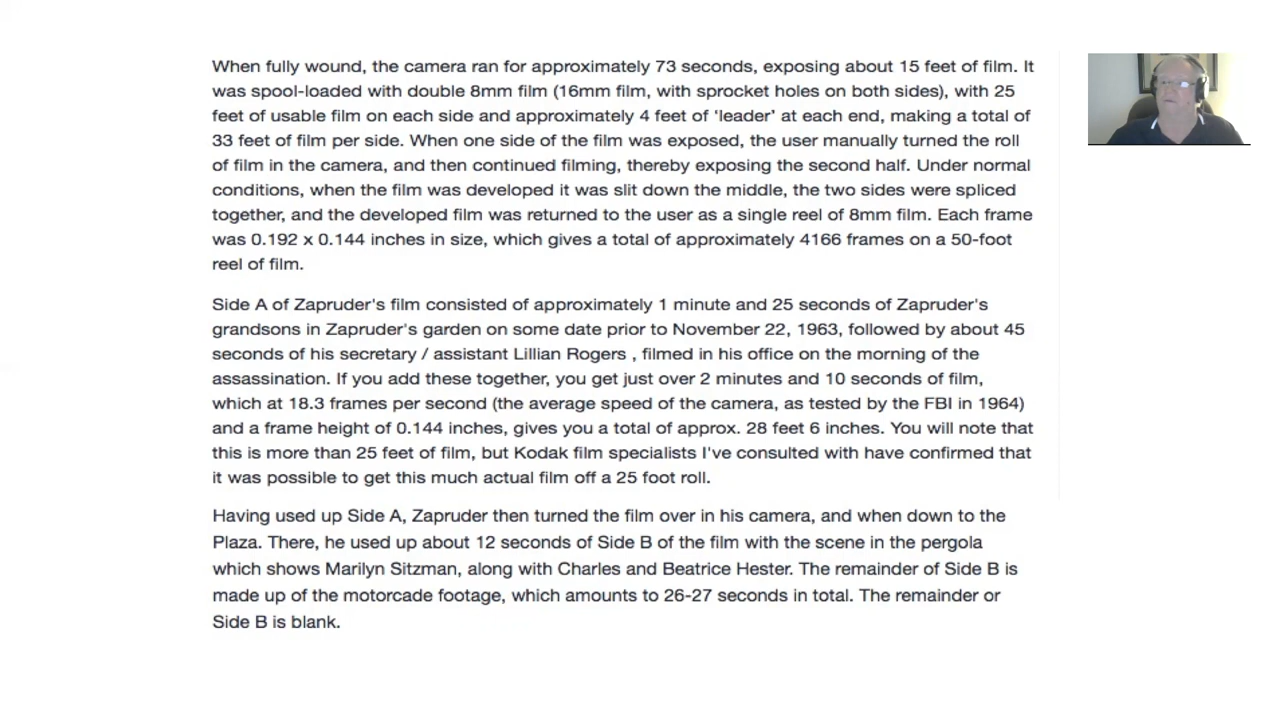 When fully wound, the camera ran for approximately 73 seconds, exposing about 15 feet of film. It
was spool-loaded with double 8mm film (16mm film, with sprocket holes on both sides), with 25
feet of usable film on each side and approximately 4 feet of ‘leader’ at each end, making a total of
33 feet of film per side. When one side of the film was exposed, the user manually turned the roll
of film in the camera, and then continued filming, thereby exposing the second half. Under normal
conditions, when the film was developed it was slit down the middle, the two sides were spliced
together, and the developed film was returned to the user as a single reel of 8mm film. Each frame
was 0.192 x 0.144 inches in size, which gives a total of approximately 4166 frames on a 50-foot
reel of film.
Side A of Zapruder's film consisted of approximately 1 minute and 25 seconds of Zapruder's
grandsons in Zapruder's garden on some date prior to November 22, 1963, followed by about 45
seconds of his secretary / assistant Lillian Rogers , filmed in his office on the morning of the
assassination. If you add these together, you get just over 2 minutes and 10 seconds of film,
which at 18.3 frames per second (the average speed of the camera, as tested by the FBI in 1964)
and a frame height of 0.144 inches, gives you a total of approx. 28 feet 6 inches. You will note that
this is more than 25 feet of film, but Kodak film specialists I've consulted with have confirmed that
it was possible to get this much actual film off a 25 foot roll.
Having used up Side A, Zapruder then turned the film over in his camera, and when down to the
Plaza. There, he used up about 12 seconds of Side B of the film with the scene in the pergola
which shows Marilyn Sitzman, along with Charles and Beatrice Hester. The remainder of Side B is
made up of the motorcade footage, which amounts to 26-27 seconds in total. The remainder or
Side B is blank.